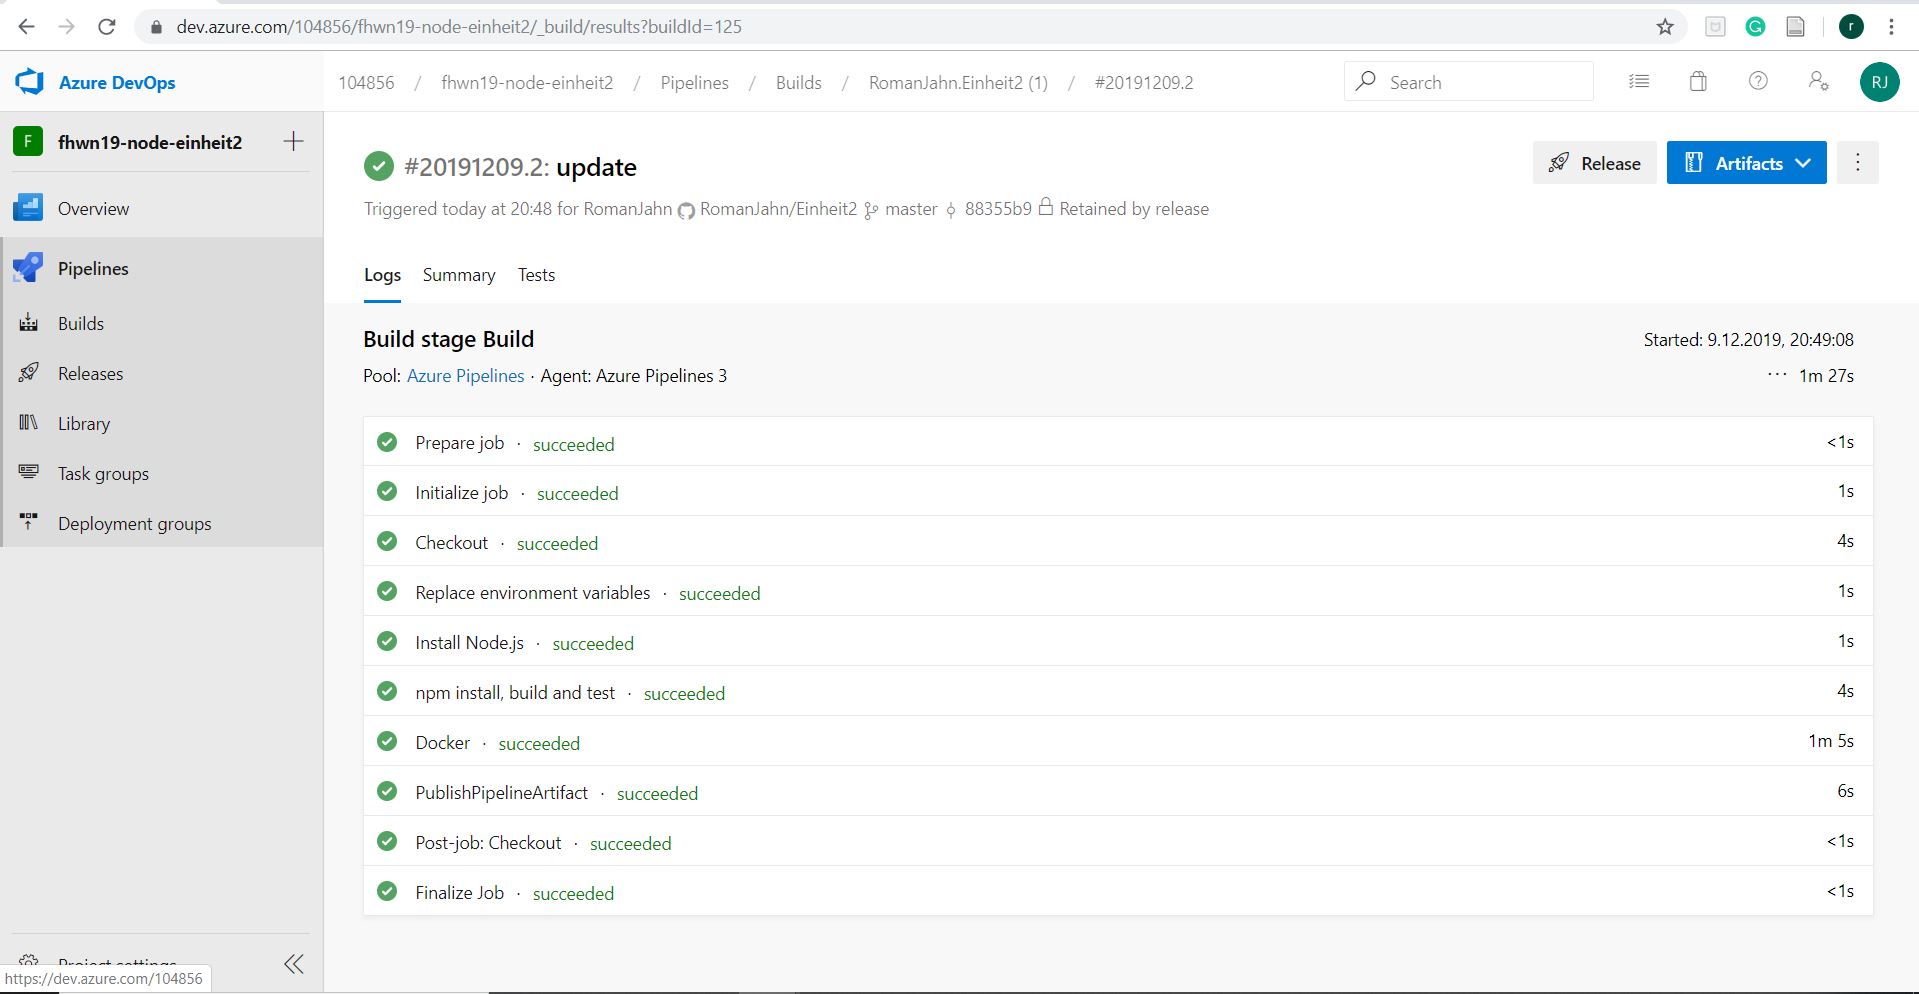 dev.azure.com/104856/fhwn19-node-einheit2/_build/results?buildId=125
r
Azure DevOps
104856 / fhwn19-node-einheit2 / Pipelines / Builds / RomanJahn.Einheit2 (1) / #20191209.2
Search
RJ
F fhwn19-node-einheit2
Overview
Pipelines
Builds
Releases
Library
Task groups
Deployment groups
Project settings
https://dev.azure.com/104856
#20191209.2: update
Release
Artifacts
Triggered today at 20:48 for RomanJahn RomanJahn/Einheit2 master 88355b9 Retained by release
Logs Summary Tests
Build stage Build
Started: 9.12.2019, 20:49:08
Pool: Azure Pipelines · Agent: Azure Pipelines 3
··· 1m 27s
Prepare job · succeeded <1s
Initialize job · succeeded 1s
Checkout · succeeded 4s
Replace environment variables · succeeded 1s
Install Node.js · succeeded 1s
npm install, build and test · succeeded 4s
Docker · succeeded 1m 5s
PublishPipelineArtifact · succeeded 6s
Post-job: Checkout · succeeded <1s
Finalize Job · succeeded <1s